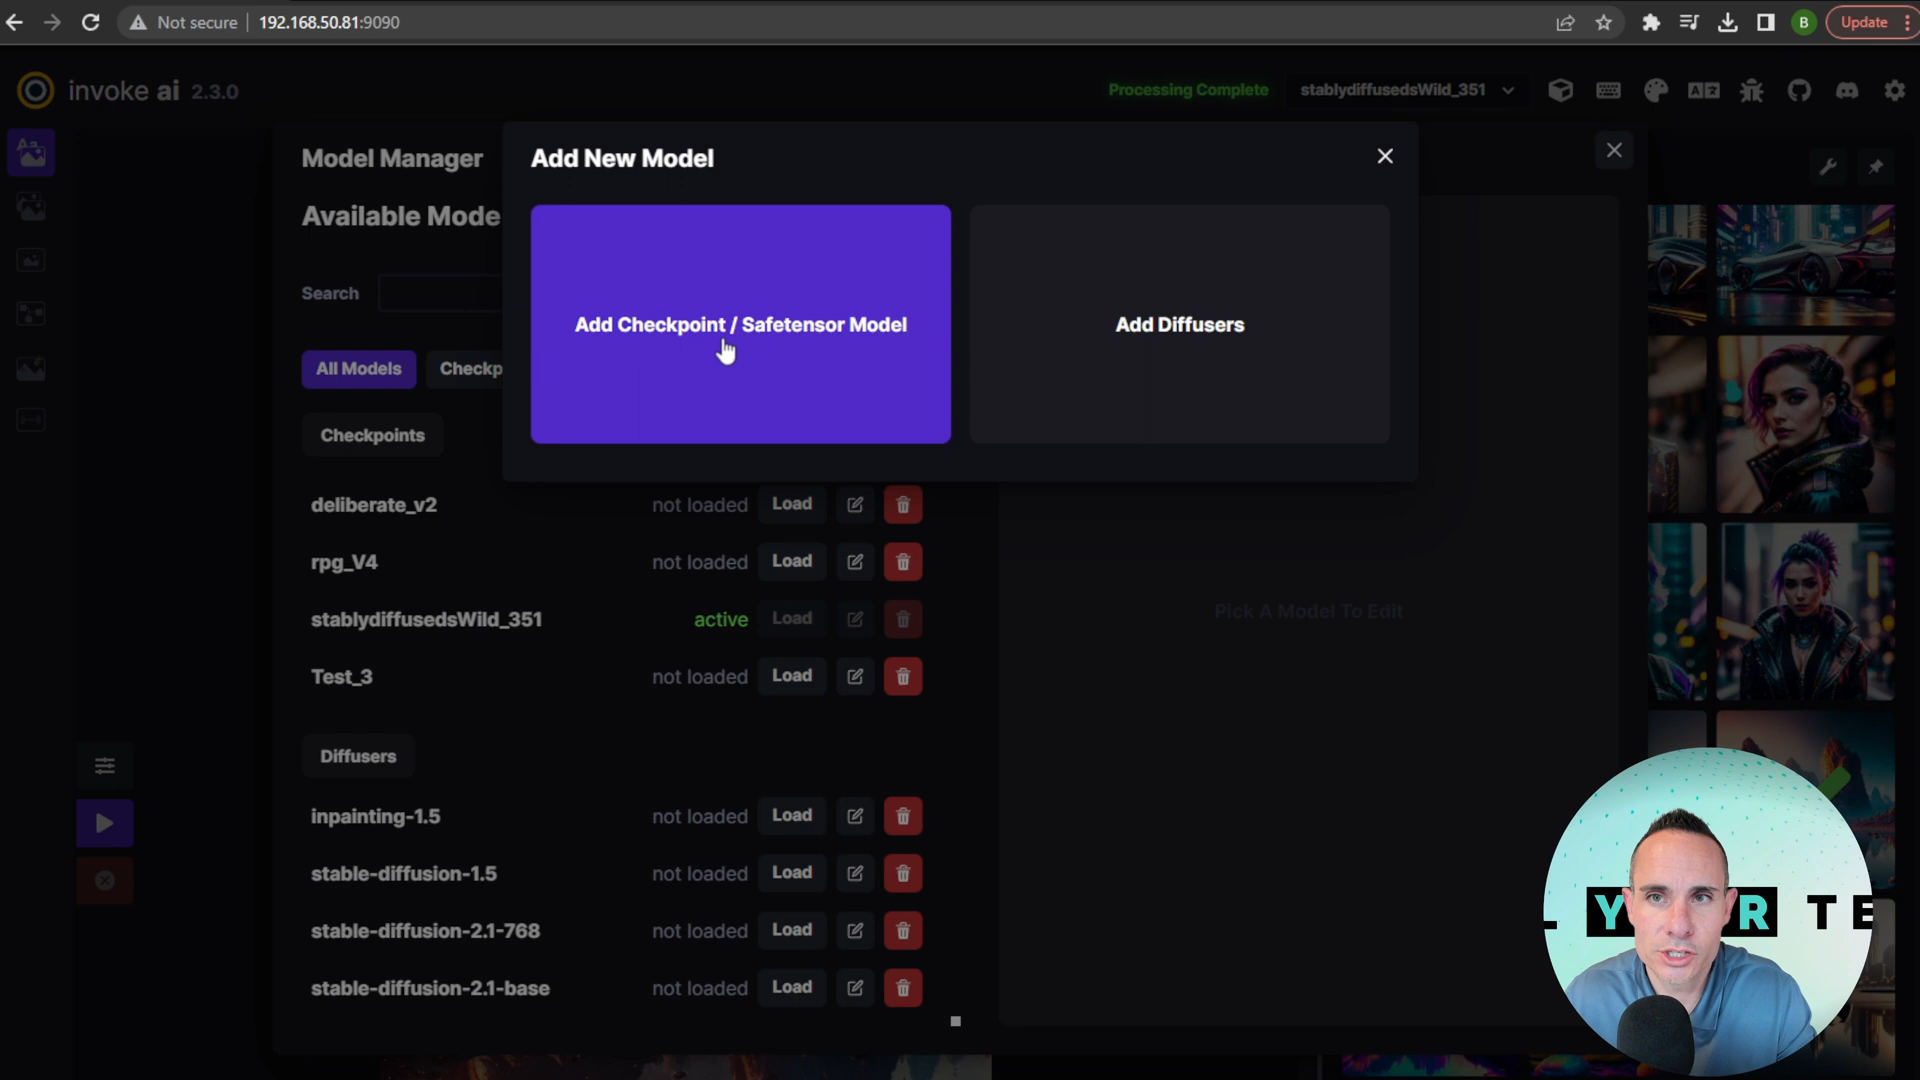 Not secure
192.168.50.81:9090
Update
B
invoke ai 2.3.0
Processing Complete
stablydiffusedsWild_351
Model Manager
Add New Model
Available Mode
Search
Add Checkpoint / Safetensor Model
Add Diffusers
All Models
Checkp
Checkpoints
deliberate_v2 not loaded Load
rpg_V4 not loaded Load
stablydiffusedsWild_351 active Load
Test_3 not loaded Load
Pick A Model To Edit
Diffusers
inpainting-1.5 not loaded Load
stable-diffusion-1.5 not loaded Load
stable-diffusion-2.1-768 not loaded Load
stable-diffusion-2.1-base not loaded Load